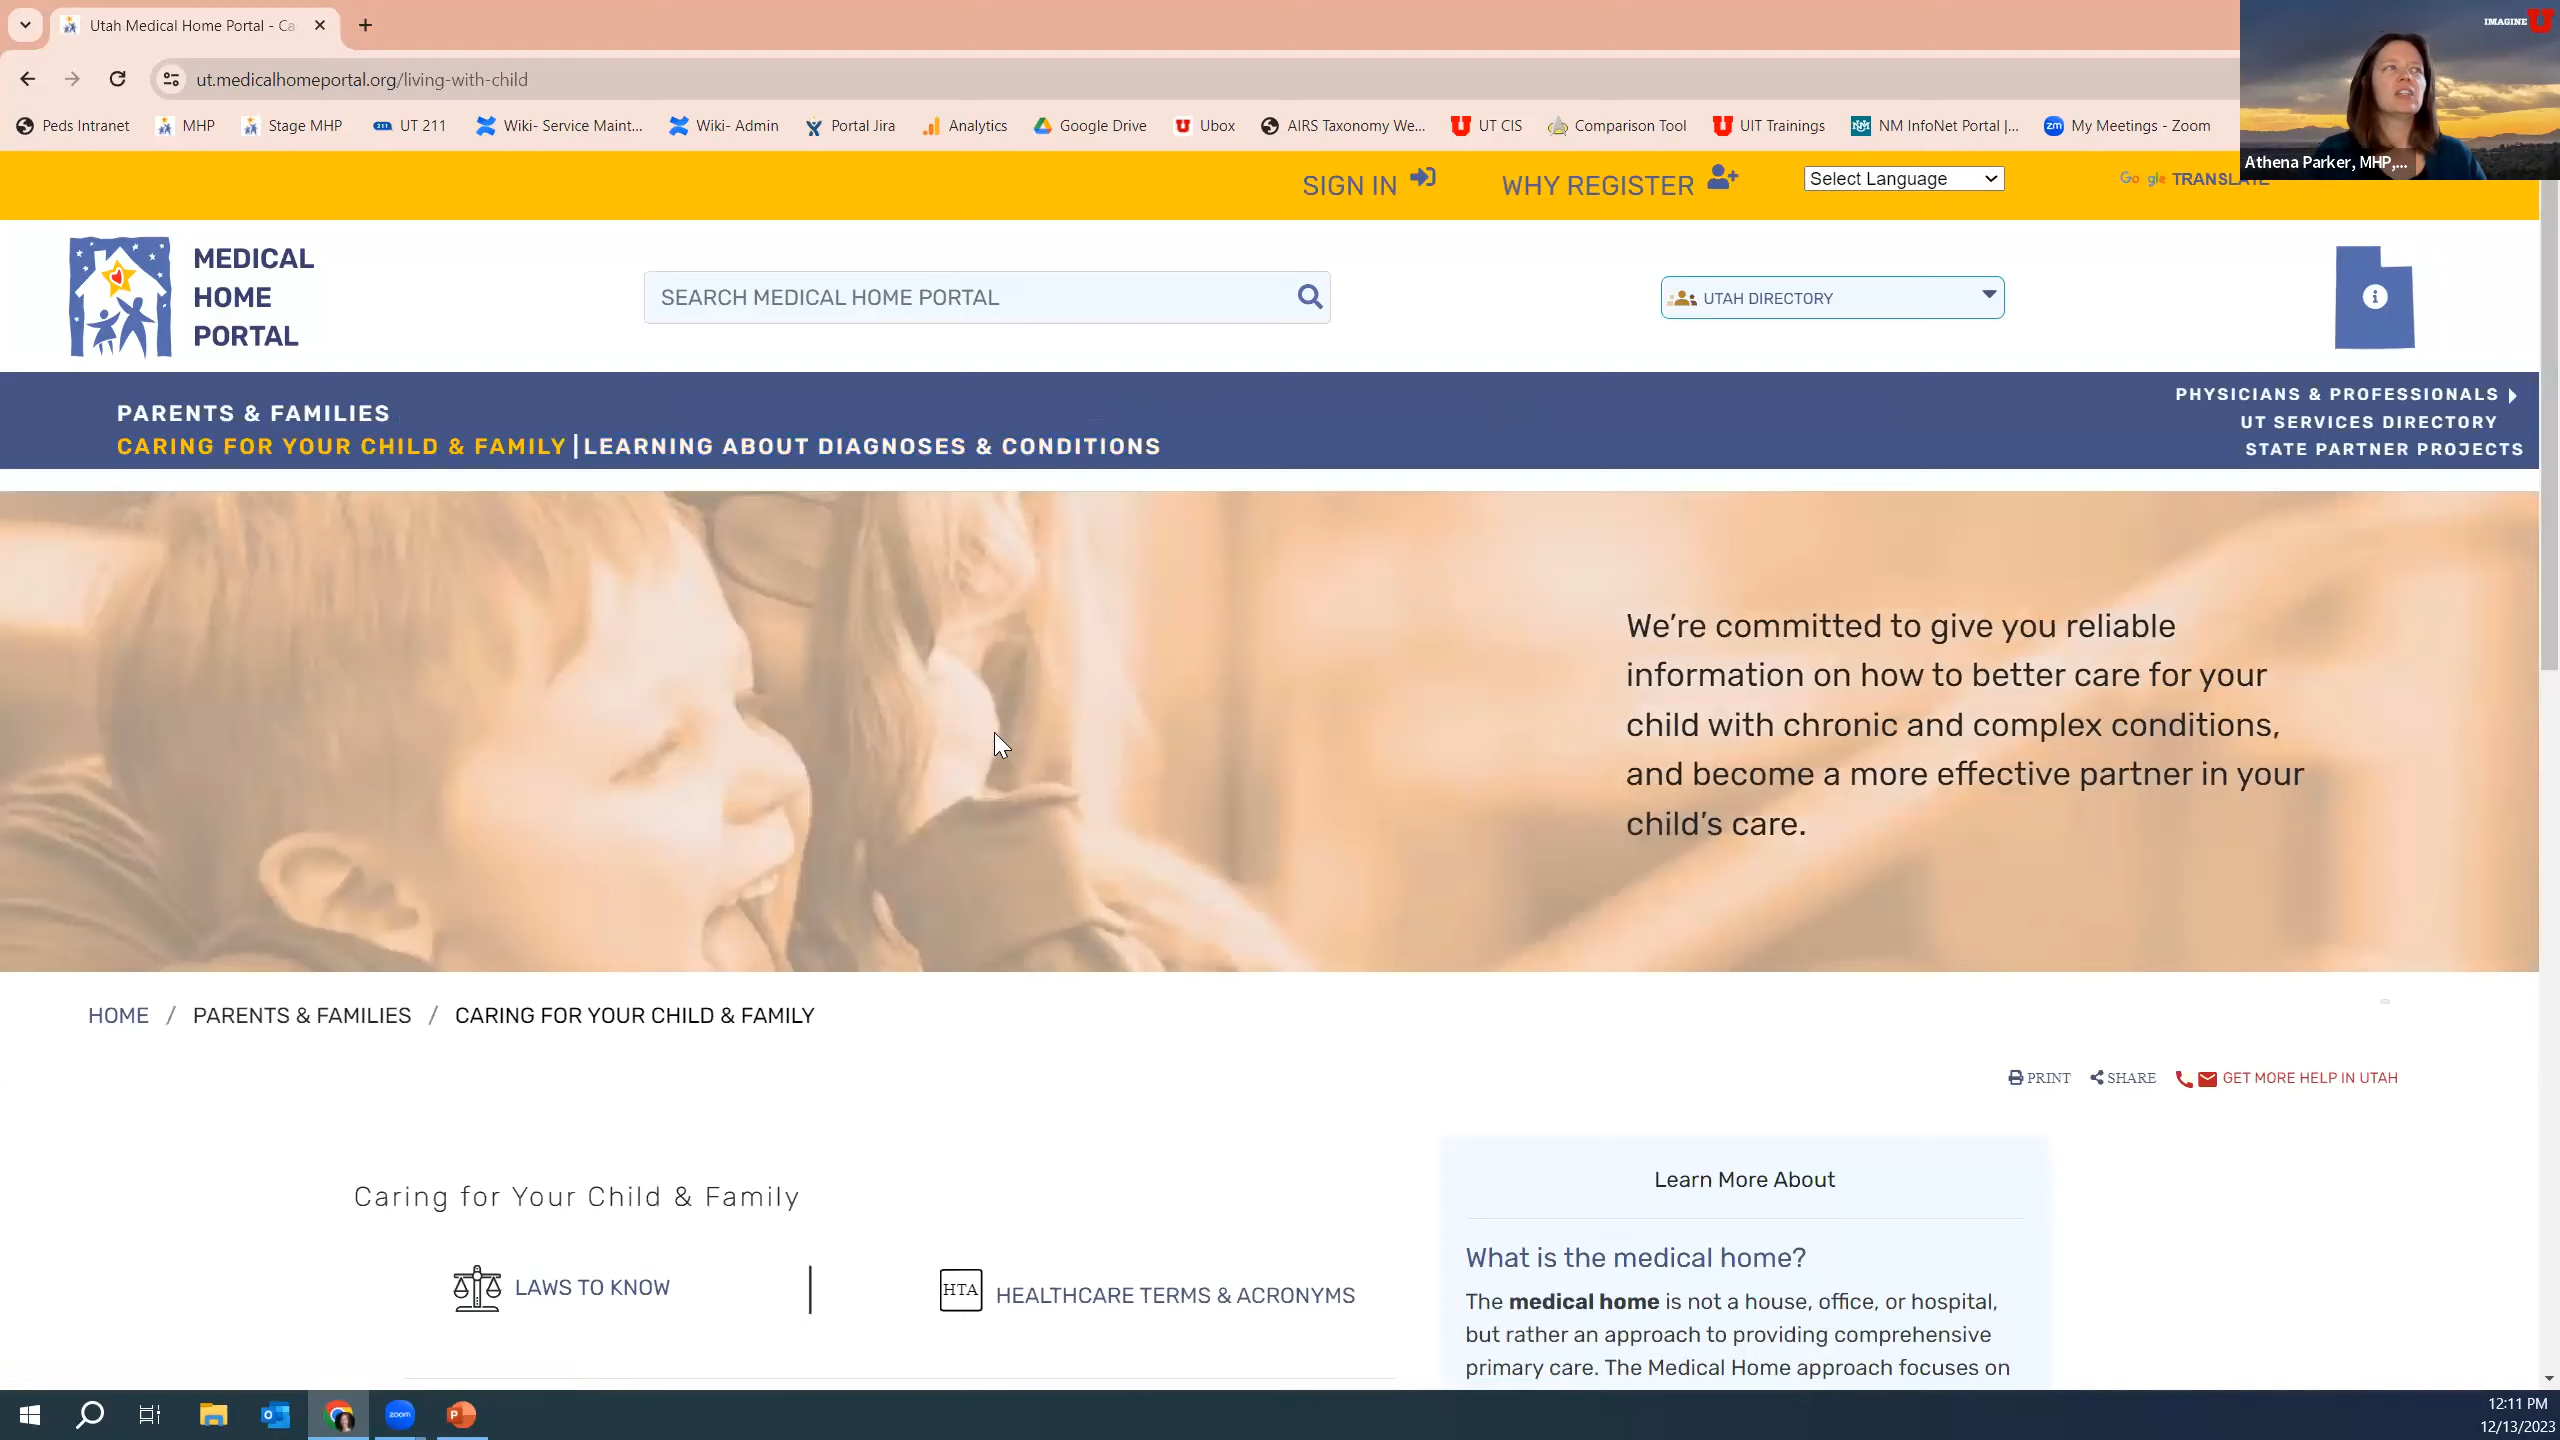 Utah Medical Home Portal - Ca
ut.medicalhomeportal.org/living-with-child
Peds Intranet
MHP
Stage MHP
211
UT 211
Wiki- Service Maint...
Wiki- Admin
Portal Jira
Analytics
Google Drive
Ubox
AIRS Taxonomy We...
UT CIS
Comparison Tool
UIT Trainings
NM InfoNet Portal |...
zm
My Meetings - Zoom
IMAGINE U
Athena Parker, MHP,...
SIGN IN
WHY REGISTER
Select Language
Go gle TRANSLATE
MEDICAL
HOME
PORTAL
SEARCH MEDICAL HOME PORTAL
UTAH DIRECTORY
PARENTS & FAMILIES
CARING FOR YOUR CHILD & FAMILY | LEARNING ABOUT DIAGNOSES & CONDITIONS
PHYSICIANS & PROFESSIONALS
UT SERVICES DIRECTORY
STATE PARTNER PROJECTS
We're committed to give you reliable
information on how to better care for your
child with chronic and complex conditions,
and become a more effective partner in your
child's care.
HOME / PARENTS & FAMILIES / CARING FOR YOUR CHILD & FAMILY
PRINT
SHARE
GET MORE HELP IN UTAH
Caring for Your Child & Family
LAWS TO KNOW
HTA
HEALTHCARE TERMS & ACRONYMS
Learn More About
What is the medical home?
The medical home is not a house, office, or hospital,
but rather an approach to providing comprehensive
primary care. The Medical Home approach focuses on
zoom
12:11 PM
12/13/2023